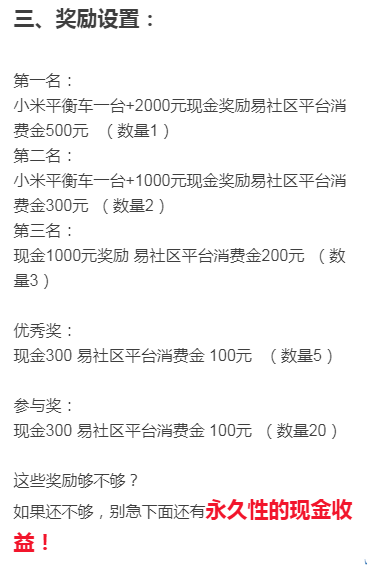 三、奖励设置：
第一名：
小米平衡车一台+2000元现金奖励易社区平台消
费金500元 （数量1）
第二名：
小米平衡车一台+1000元现金奖励易社区平台消
费金300元 （数量2）
第三名：
现金1000元奖励 易社区平台消费金200元 （数
量3）
优秀奖：
现金300 易社区平台消费金 100元 （数量5）
参与奖：
现金300 易社区平台消费金 100元 （数量20）
这些奖励够不够？
如果还不够，别急下面还有永久性的现金收
益！